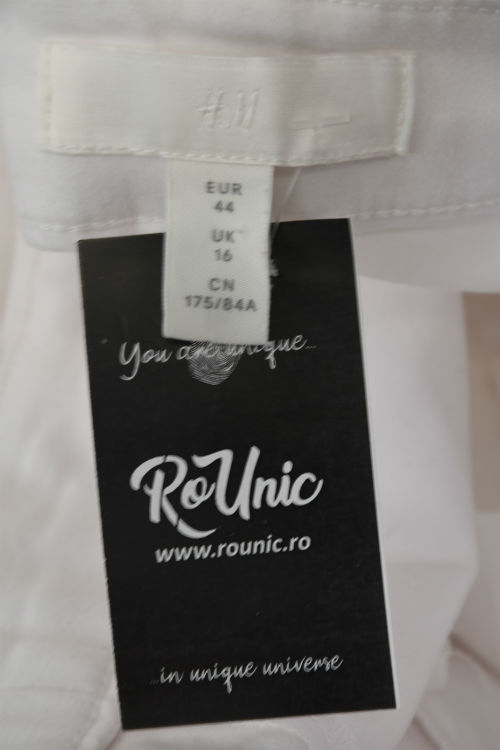 H&M
EUR
44
UK
16
CN
175/84A
You are unique...
RoUnic
www.rounic.ro
...in unique universe